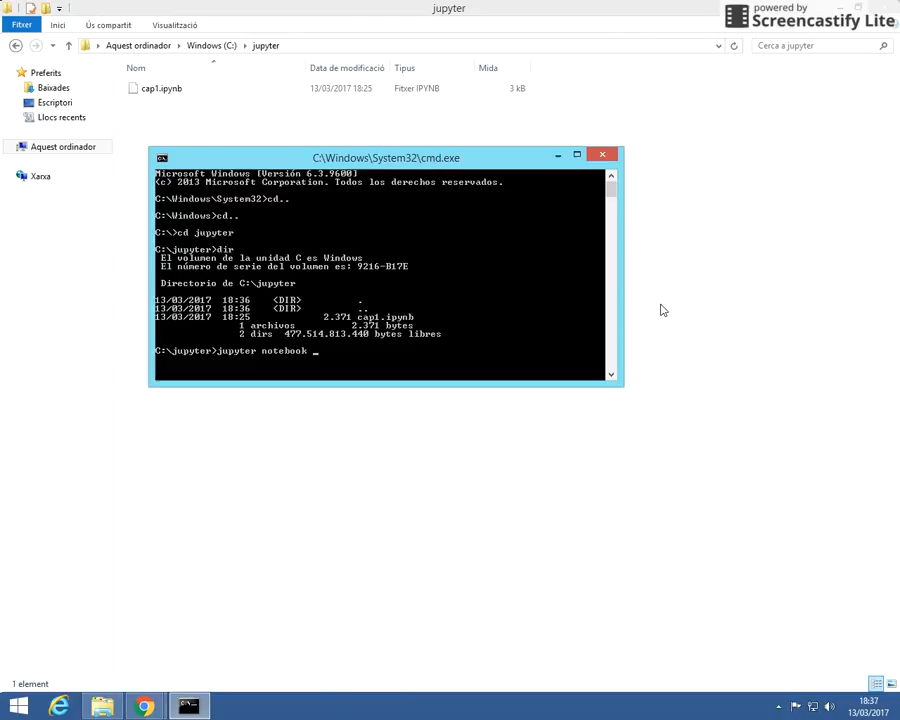 jupyter
powered by
Screencastify Lite
Fitxer Inici Ús compartit Visualització
Aquest ordinador Windows (C:) jupyter
Cerca a jupyter
Preferits
Baixades
Escriptori
Llocs recents
Aquest ordinador
Xarxa
Nom Data de modificació Tipus Mida
cap1.ipynb 13/03/2017 18:25 Fitxer IPYNB 3 kB
C:\Windows\System32\cmd.exe
Microsoft Windows [Versión 6.3.9600]
(c) 2013 Microsoft Corporation. Todos los derechos reservados.
C:\Windows\System32>cd..
C:\Windows>cd..
C:\>cd jupyter
C:\jupyter>dir
El volumen de la unidad C es Windows
El número de serie del volumen es: 9216-B17E
Directorio de C:\jupyter
13/03/2017 18:36 <DIR> .
13/03/2017 18:36 <DIR> ..
13/03/2017 18:25 2.371 cap1.ipynb
1 archivos 2.371 bytes
2 dirs 477.514.813.440 bytes libres
C:\jupyter>jupyter notebook _
1 element
18:37
13/03/2017